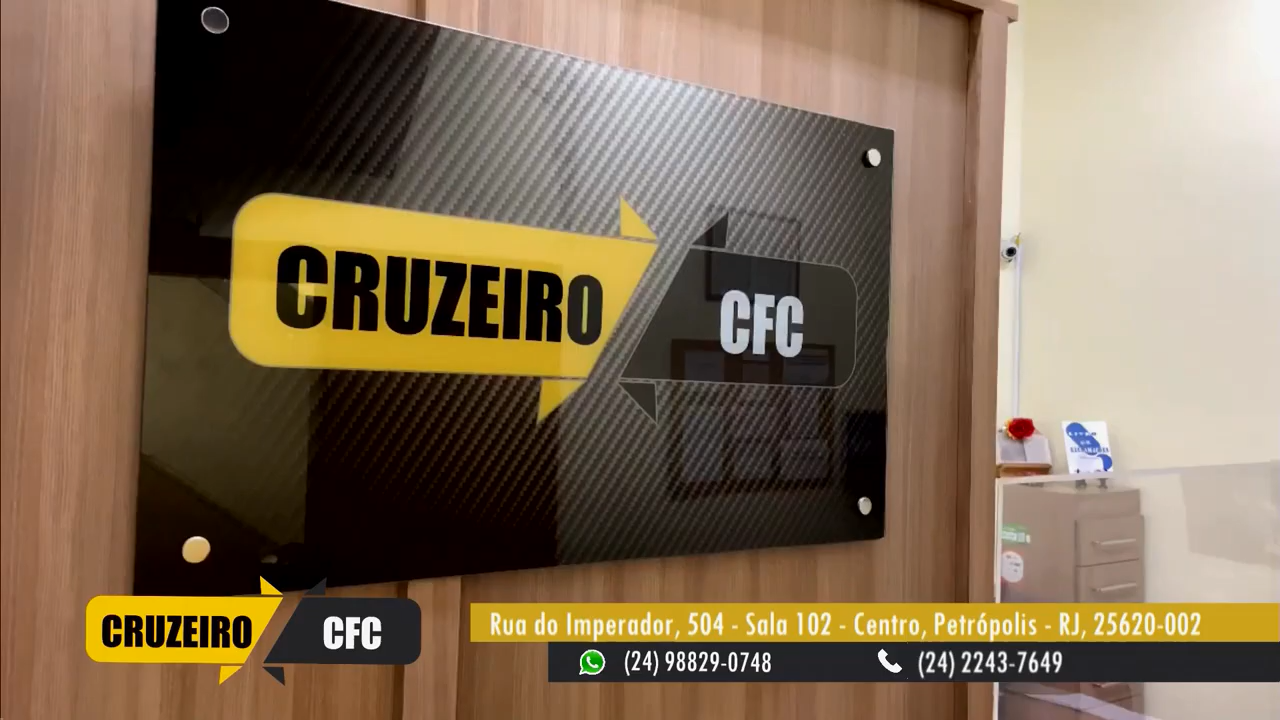 CRUZEIRO
CFC
CRUZEIRO CFC
Rua do Imperador, 504 - Sala 102 - Centro, Petrópolis - RJ, 25620-002
(24) 98829-0748 (24) 2243-7649